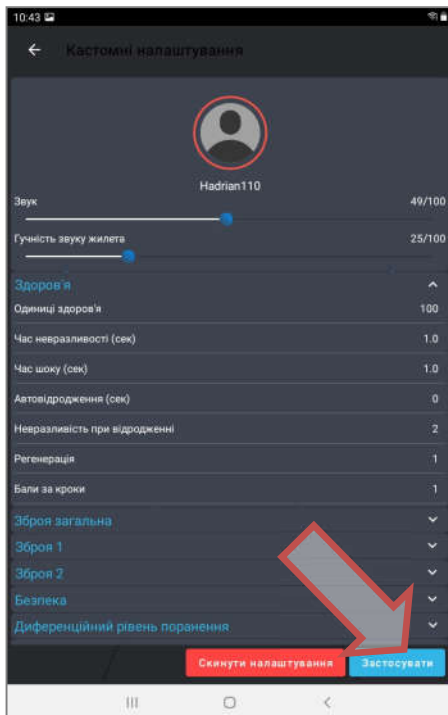 10:43
Кастомні налаштування
Hadrian110
Звук 49/100
Гучність звуку жилета 25/100
Здоров'я
Одиниці здоров'я 100
Час невразливості (сек) 1.0
Час шоку (сек) 1.0
Автовідродження (сек) 0
Невразливість при відродженні 2
Регенерація 1
Бали за кроки 1
Зброя загальна
Зброя 1
Зброя 2
Безпека
Диференційний рівень поранення
Скинути налаштування Застосувати